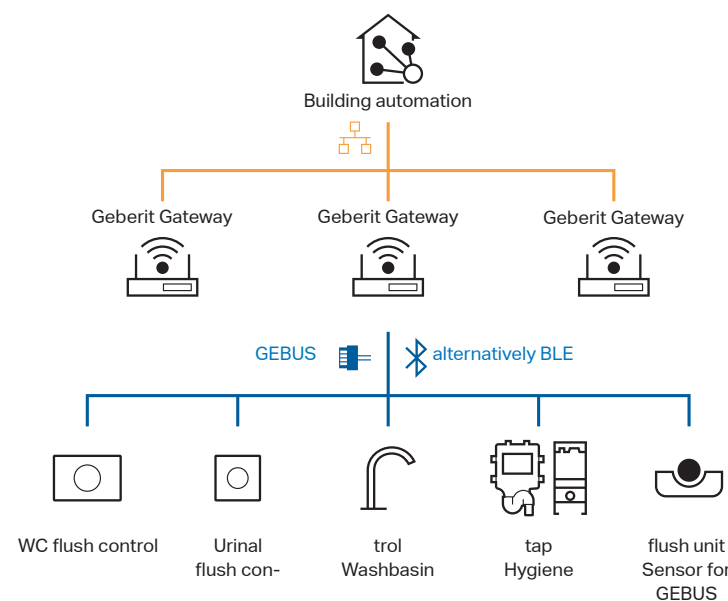 Building automation
Geberit Gateway
Geberit Gateway
Geberit Gateway
GEBUS
alternatively BLE
WC flush control
Urinal
flush con-
trol
Washbasin
tap
Hygiene
flush unit
Sensor for
GEBUS